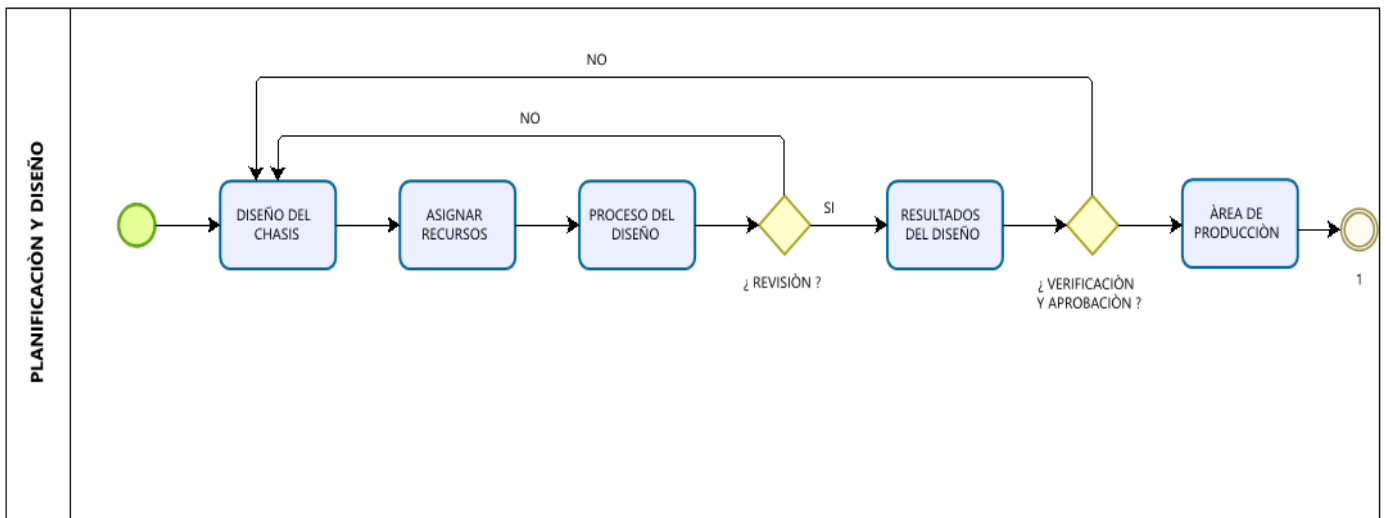 PLANIFICACIÒN Y DISEÑO
NO
NO
DISEÑO DEL
CHASIS
ASIGNAR
RECURSOS
PROCESO DEL
DISEÑO
¿ REVISIÒN ?
SI
RESULTADOS
DEL DISEÑO
¿ VERIFICACIÒN
Y APROBACIÒN ?
ÀREA DE
PRODUCCIÒN
1